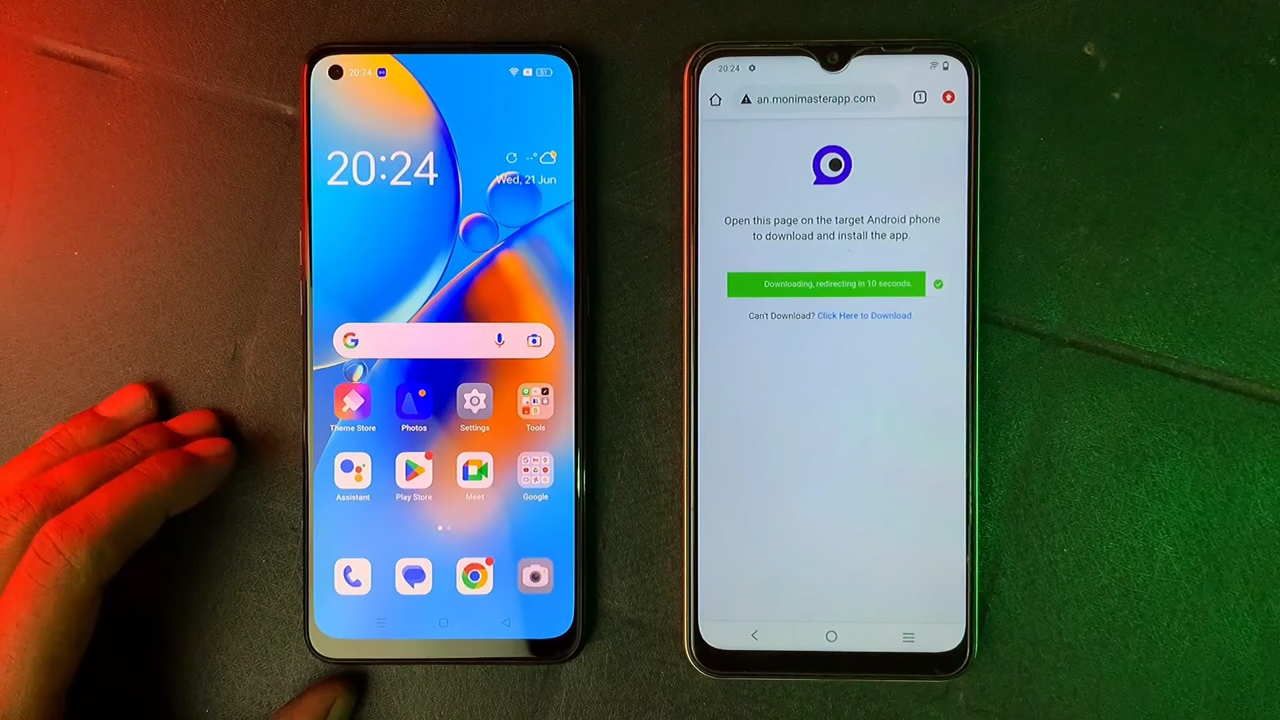 20:24
31
20:24
Wed, 21 Jun
Theme Store
Photos
Settings
Tools
Assistant
Play Store
Meet
Google
20:24
1
an.monimasterapp.com
Open this page on the target Android phone
to download and install the app.
Downloading, redirecting in 10 seconds.
Can't Download? Click Here to Download